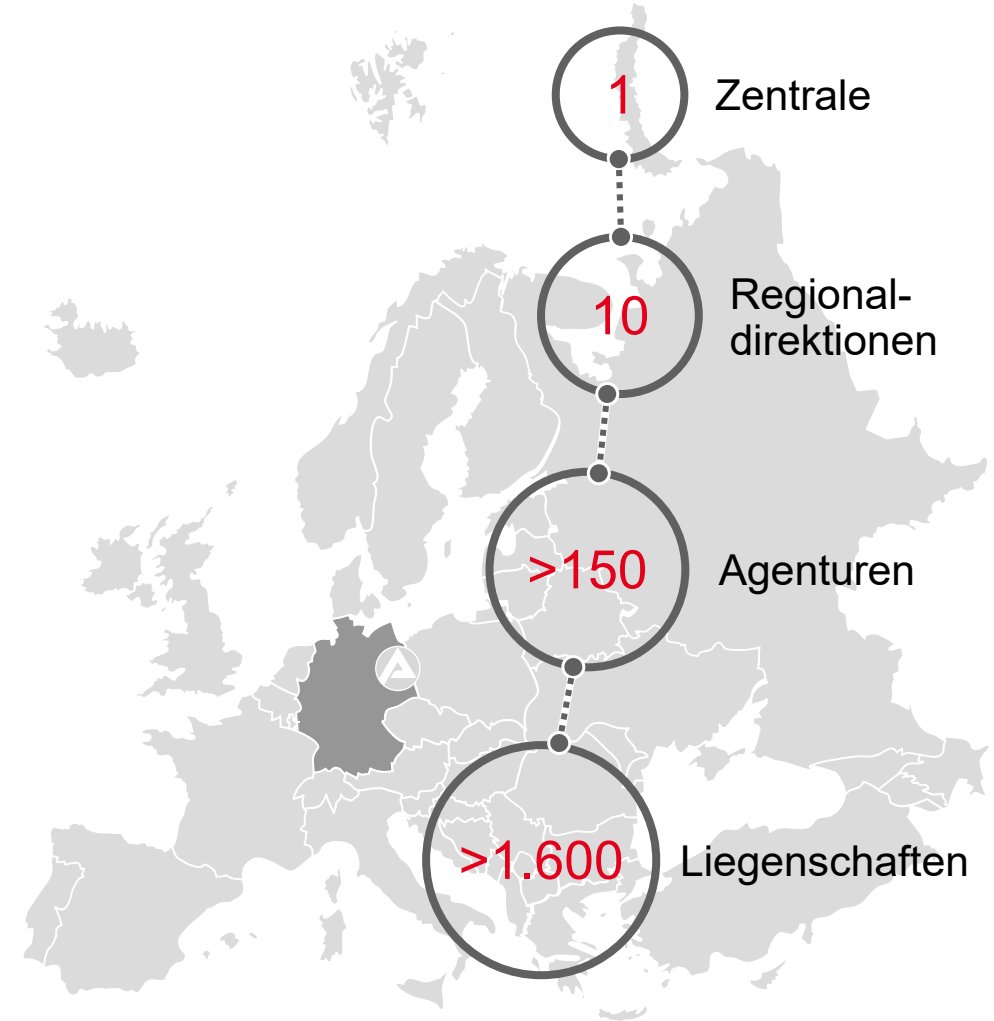 1
Zentrale
10
Regional-
direktionen
>150
Agenturen
>1.600
Liegenschaften